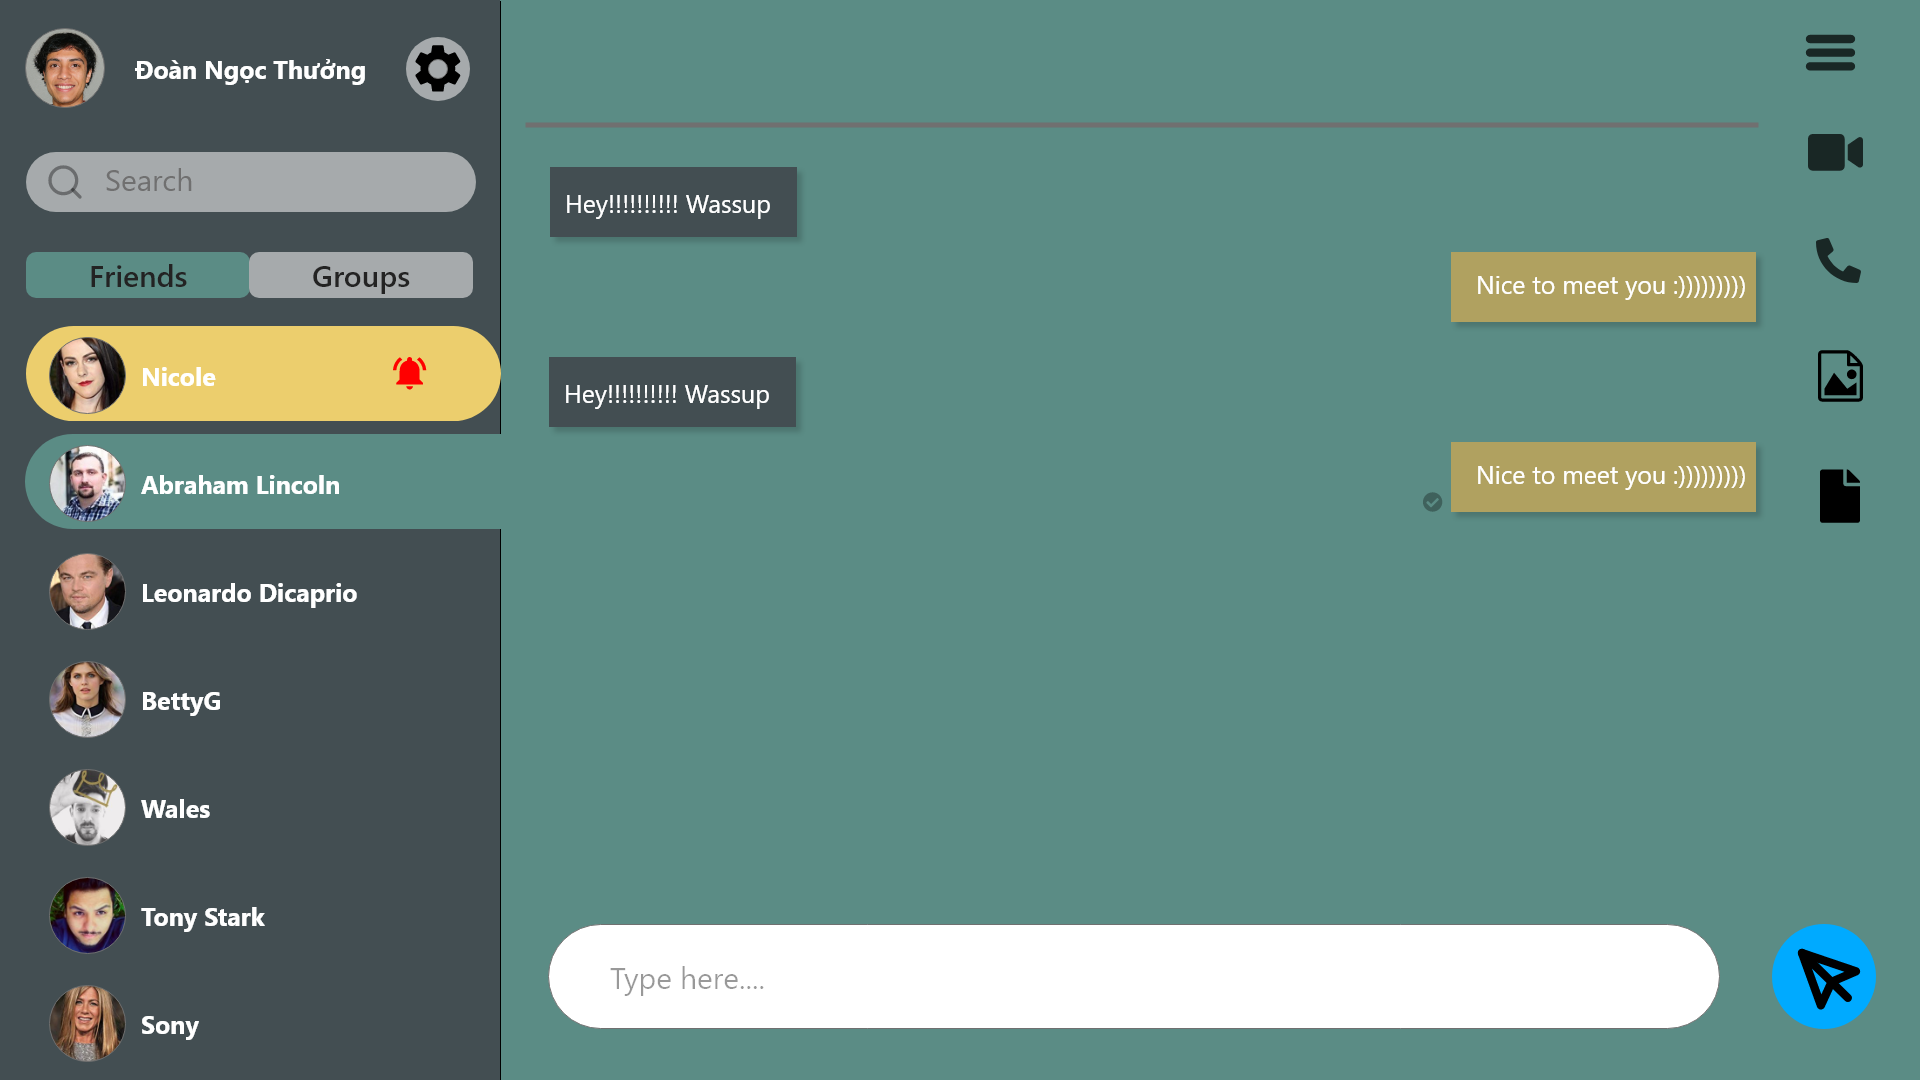 Đoàn Ngọc Thưởng
Search
Friends
Groups
Nicole
Abraham Lincoln
Leonardo Dicaprio
BettyG
Wales
Tony Stark
Sony
Hey!!!!!!!!!! Wassup
Nice to meet you :)))))))))
Hey!!!!!!!!!! Wassup
Nice to meet you :)))))))))
Type here....